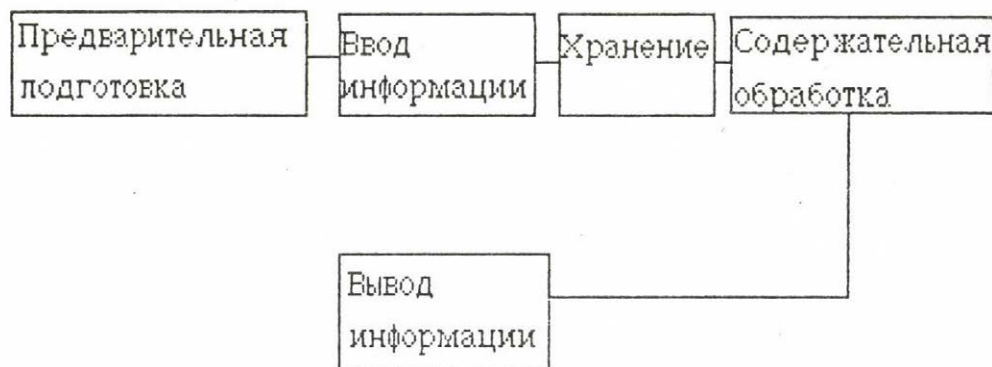 Предварительная
подготовка
Ввод
информации
Хранение
Содержательная
обработка
Вывод
информации